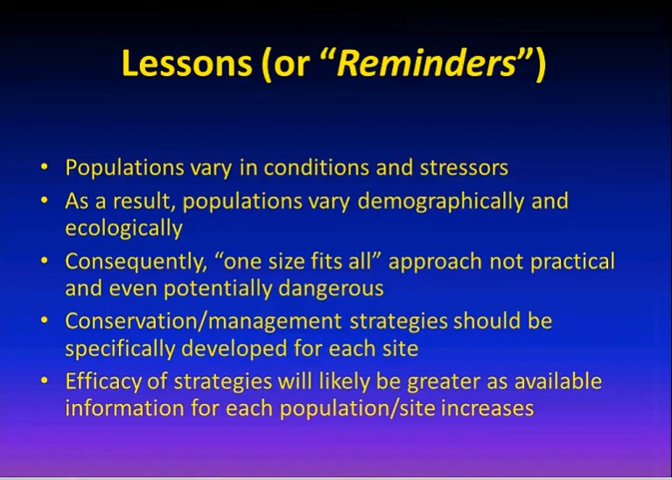 Lessons (or “Reminders”)
• Populations vary in conditions and stressors
• As a result, populations vary demographically and
ecologically
• Consequently, “one size fits all” approach not practical
and even potentially dangerous
• Conservation/management strategies should be
specifically developed for each site
• Efficacy of strategies will likely be greater as available
information for each population/site increases